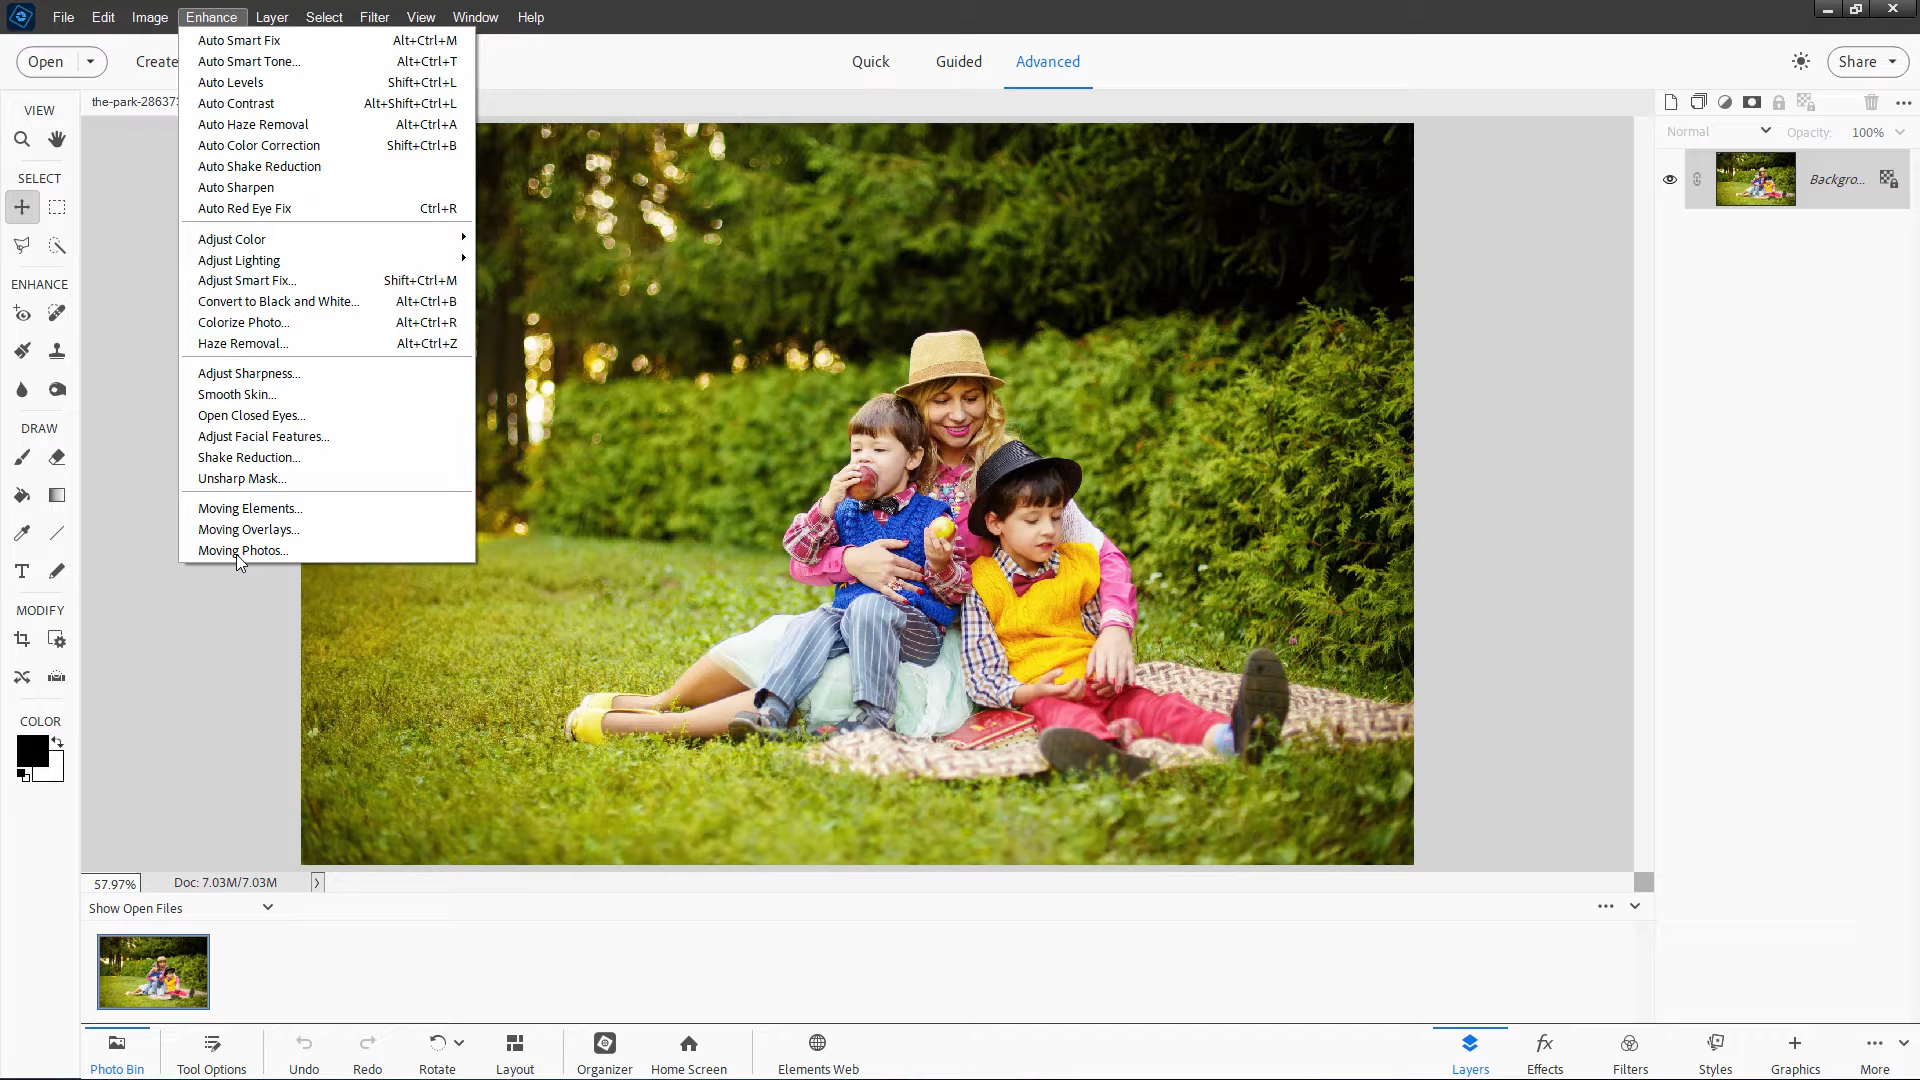 File Edit Image Enhance Layer Select Filter View Window Help
Open Create Quick Guided Advanced Share
the-park-28637
VIEW
SELECT
ENHANCE
DRAW
MODIFY
COLOR
Auto Smart Fix Alt+Ctrl+M
Auto Smart Tone... Alt+Ctrl+T
Auto Levels Shift+Ctrl+L
Auto Contrast Alt+Shift+Ctrl+L
Auto Haze Removal Alt+Ctrl+A
Auto Color Correction Shift+Ctrl+B
Auto Shake Reduction
Auto Sharpen
Auto Red Eye Fix Ctrl+R
Adjust Color
Adjust Lighting
Adjust Smart Fix... Shift+Ctrl+M
Convert to Black and White... Alt+Ctrl+B
Colorize Photo... Alt+Ctrl+R
Haze Removal... Alt+Ctrl+Z
Adjust Sharpness...
Smooth Skin...
Open Closed Eyes...
Adjust Facial Features...
Shake Reduction...
Unsharp Mask...
Moving Elements...
Moving Overlays...
Moving Photos...
Normal Opacity: 100%
Backgro...
57.97% Doc: 7.03M/7.03M
Show Open Files
Photo Bin Tool Options Undo Redo Rotate Layout Organizer Home Screen Elements Web Layers Effects Filters Styles Graphics More